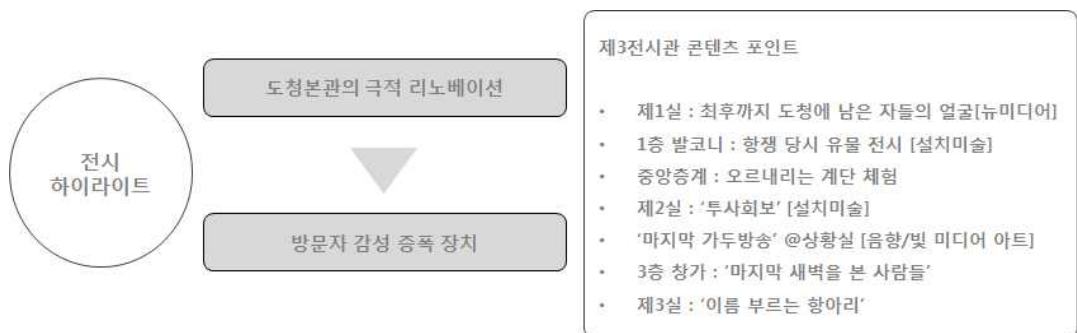 전시
하이라이트
도청본관의 극적 리노베이션
방문자 감성 증폭 장치
제3전시관 콘텐츠 포인트
• 제1실 : 최후까지 도청에 남은 자들의 얼굴[뉴미디어]
• 1층 발코니 : 항쟁 당시 유물 전시 [설치미술]
• 중앙층계 : 오르내리는 계단 체험
• 제2실 : ‘투사회보’ [설치미술]
• ‘마지막 가두방송’ @상황실 [음향/빛 미디어 아트]
• 3층 창가 : ‘마지막 새벽을 본 사람들’
• 제3실 : ‘이름 부르는 항아리’